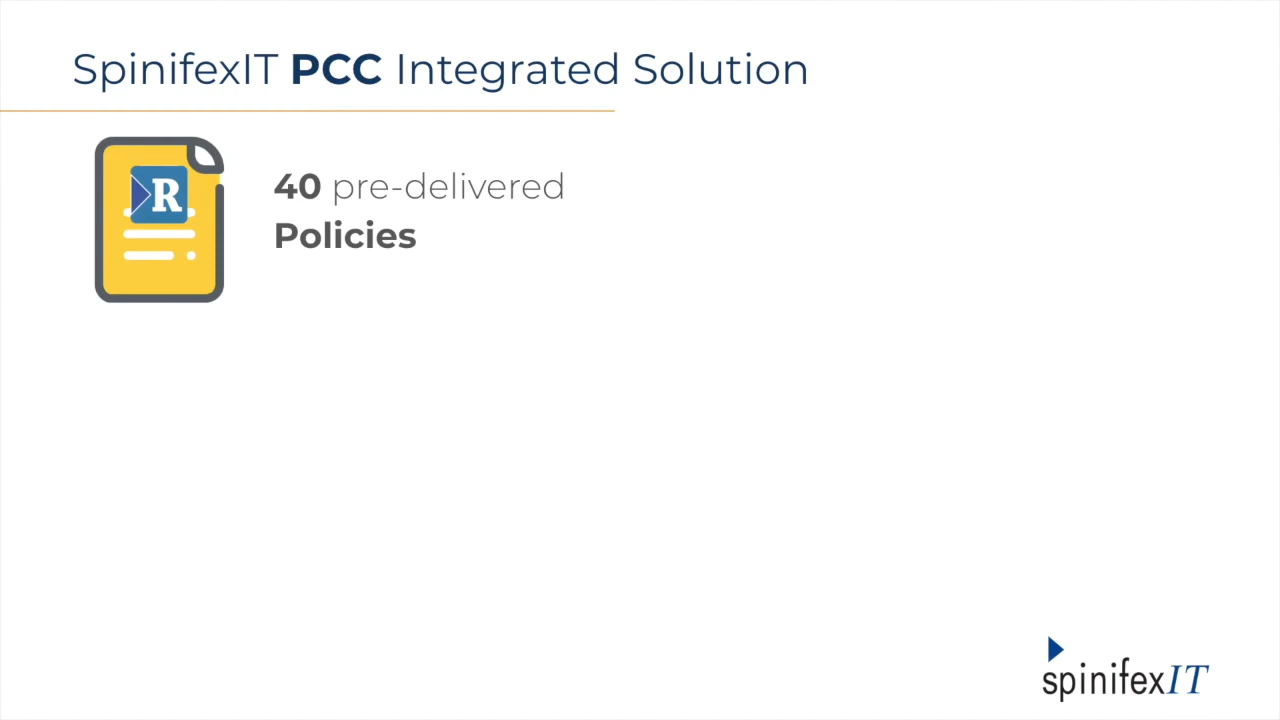 SpinifexIT PCC Integrated Solution
R
40 pre-delivered
Policies
spinifexIT